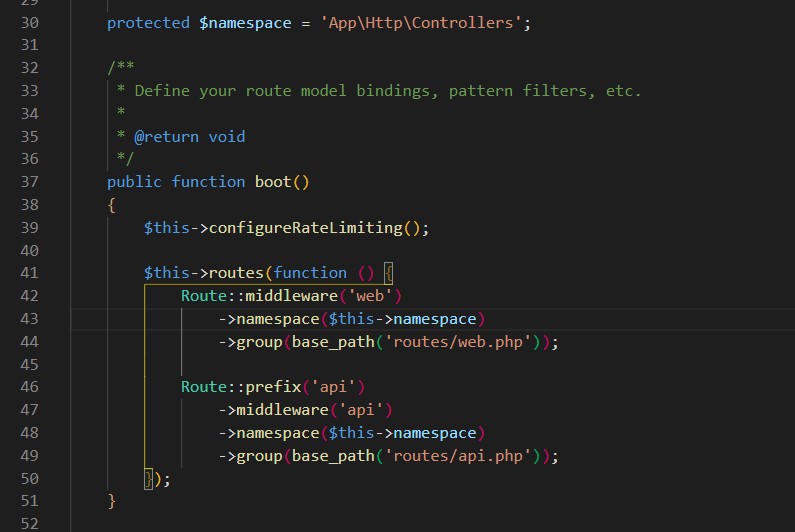 29
30 protected $namespace = 'App\Http\Controllers';
31
32 /**
33 * Define your route model bindings, pattern filters, etc.
34 *
35 * @return void
36 */
37 public function boot()
38 {
39 $this->configureRateLimiting();
40
41 $this->routes(function () {
42 Route::middleware('web')
43 ->namespace($this->namespace)
44 ->group(base_path('routes/web.php'));
45
46 Route::prefix('api')
47 ->middleware('api')
48 ->namespace($this->namespace)
49 ->group(base_path('routes/api.php'));
50 });
51 }
52